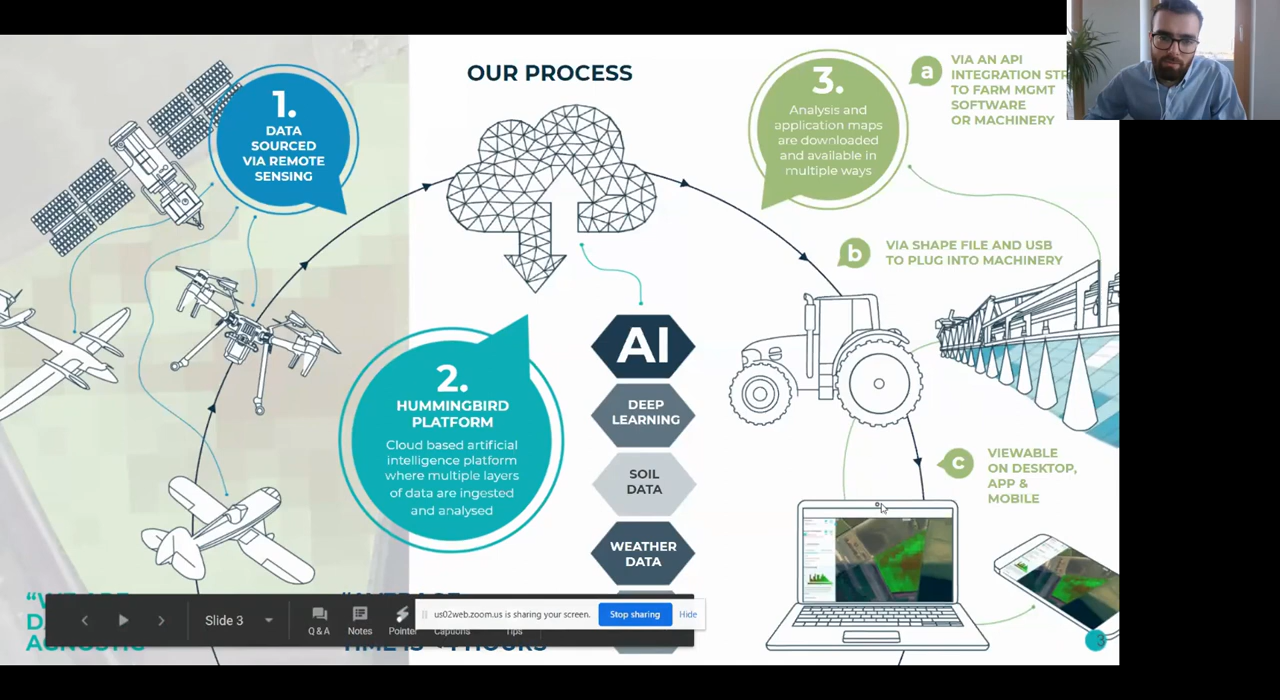 OUR PROCESS
1.
DATA
SOURCED
VIA REMOTE
SENSING
2.
HUMMINGBIRD
PLATFORM
Cloud based artificial
intelligence platform
where multiple layers
of data are ingested
and analysed
AI
DEEP
LEARNING
SOIL
DATA
WEATHER
DATA
3.
Analysis and
application maps
are downloaded
and available in
multiple ways
a
VIA AN API
INTEGRATION
TO FARM MGMT
SOFTWARE
OR MACHINERY
b
VIA SHAPE FILE AND USB
TO PLUG INTO MACHINERY
c
VIEWABLE
ON DESKTOP,
APP &
MOBILE
AGNOSTIC
Slide 3
Q & A
Notes
Pointer
Captions
Tips
us02web.zoom.us is sharing your screen.
Stop sharing
Hide
3